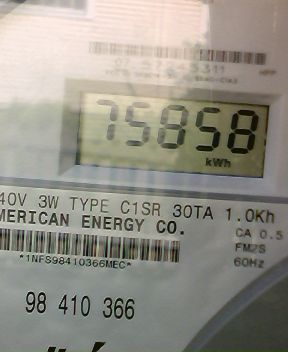 75858
kWh
40V 3W TYPE C1SR 30TA 1.0Kh
MERICAN ENERGY CO.
CA 0.5
FM2S
*1NFS98410366MEC*
60Hz
98 410 366